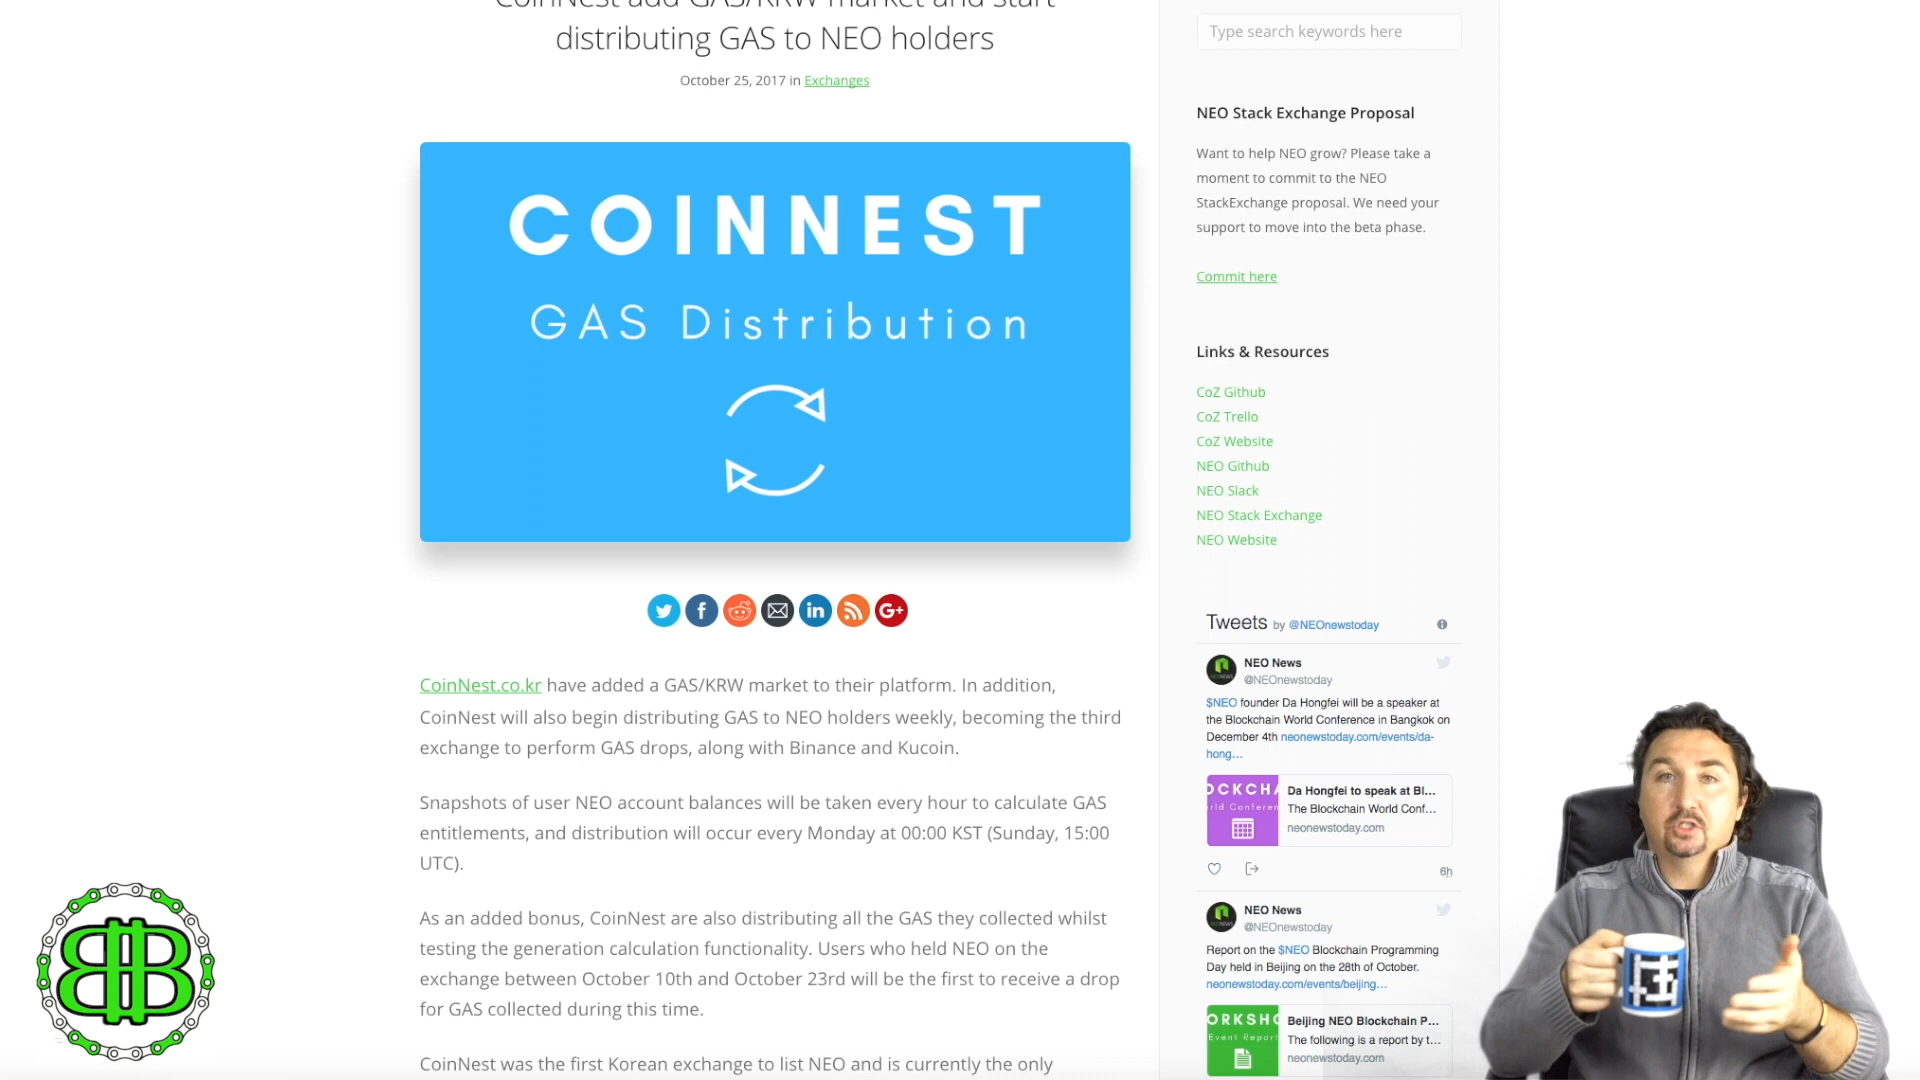 CoinNest add GAS/KRW market and start
distributing GAS to NEO holders
October 25, 2017 in Exchanges
COINNEST
GAS Distribution
CoinNest.co.kr have added a GAS/KRW market to their platform. In addition,
CoinNest will also begin distributing GAS to NEO holders weekly, becoming the third
exchange to perform GAS drops, along with Binance and Kucoin.
Snapshots of user NEO account balances will be taken every hour to calculate GAS
entitlements, and distribution will occur every Monday at 00:00 KST (Sunday, 15:00
UTC).
As an added bonus, CoinNest are also distributing all the GAS they collected whilst
testing the generation calculation functionality. Users who held NEO on the
exchange between October 10th and October 23rd will be the first to receive a drop
for GAS collected during this time.
CoinNest was the first Korean exchange to list NEO and is currently the only
Type search keywords here
NEO Stack Exchange Proposal
Want to help NEO grow? Please take a
moment to commit to the NEO
StackExchange proposal. We need your
support to move into the beta phase.
Commit here
Links & Resources
CoZ Github
CoZ Trello
CoZ Website
NEO Github
NEO Slack
NEO Stack Exchange
NEO Website
Tweets by @NEOnewstoday
NEO News
@NEOnewstoday
$NEO founder Da Hongfei will be a speaker at
the Blockchain World Conference in Bangkok on
December 4th neonewstoday.com/events/da-
hong…
OCKCHA
rld Conferen
Da Hongfei to speak at Bl...
The Blockchain World Conf...
neonewstoday.com
6h
NEO News
@NEOnewstoday
Report on the $NEO Blockchain Programming
Day held in Beijing on the 28th of October.
neonewstoday.com/events/beijing…
ORKSHO
Event Report
Beijing NEO Blockchain P...
The following is a report by t...
neonewstoday.com